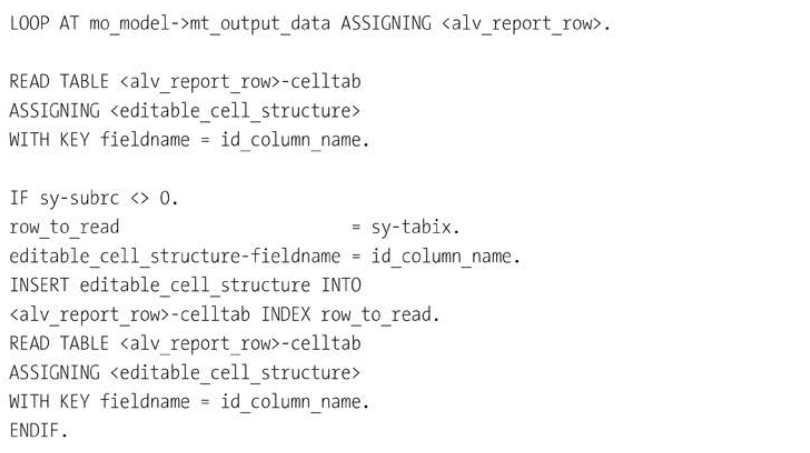 LOOP AT mo_model->mt_output_data ASSIGNING <alv_report_row>.
READ TABLE <alv_report_row>-celltab
ASSIGNING <editable_cell_structure>
WITH KEY fieldname = id_column_name.
IF sy-subrc <> 0.
row_to_read = sy-tabix.
editable_cell_structure-fieldname = id_column_name.
INSERT editable_cell_structure INTO
<alv_report_row>-celltab INDEX row_to_read.
READ TABLE <alv_report_row>-celltab
ASSIGNING <editable_cell_structure>
WITH KEY fieldname = id_column_name.
ENDIF.